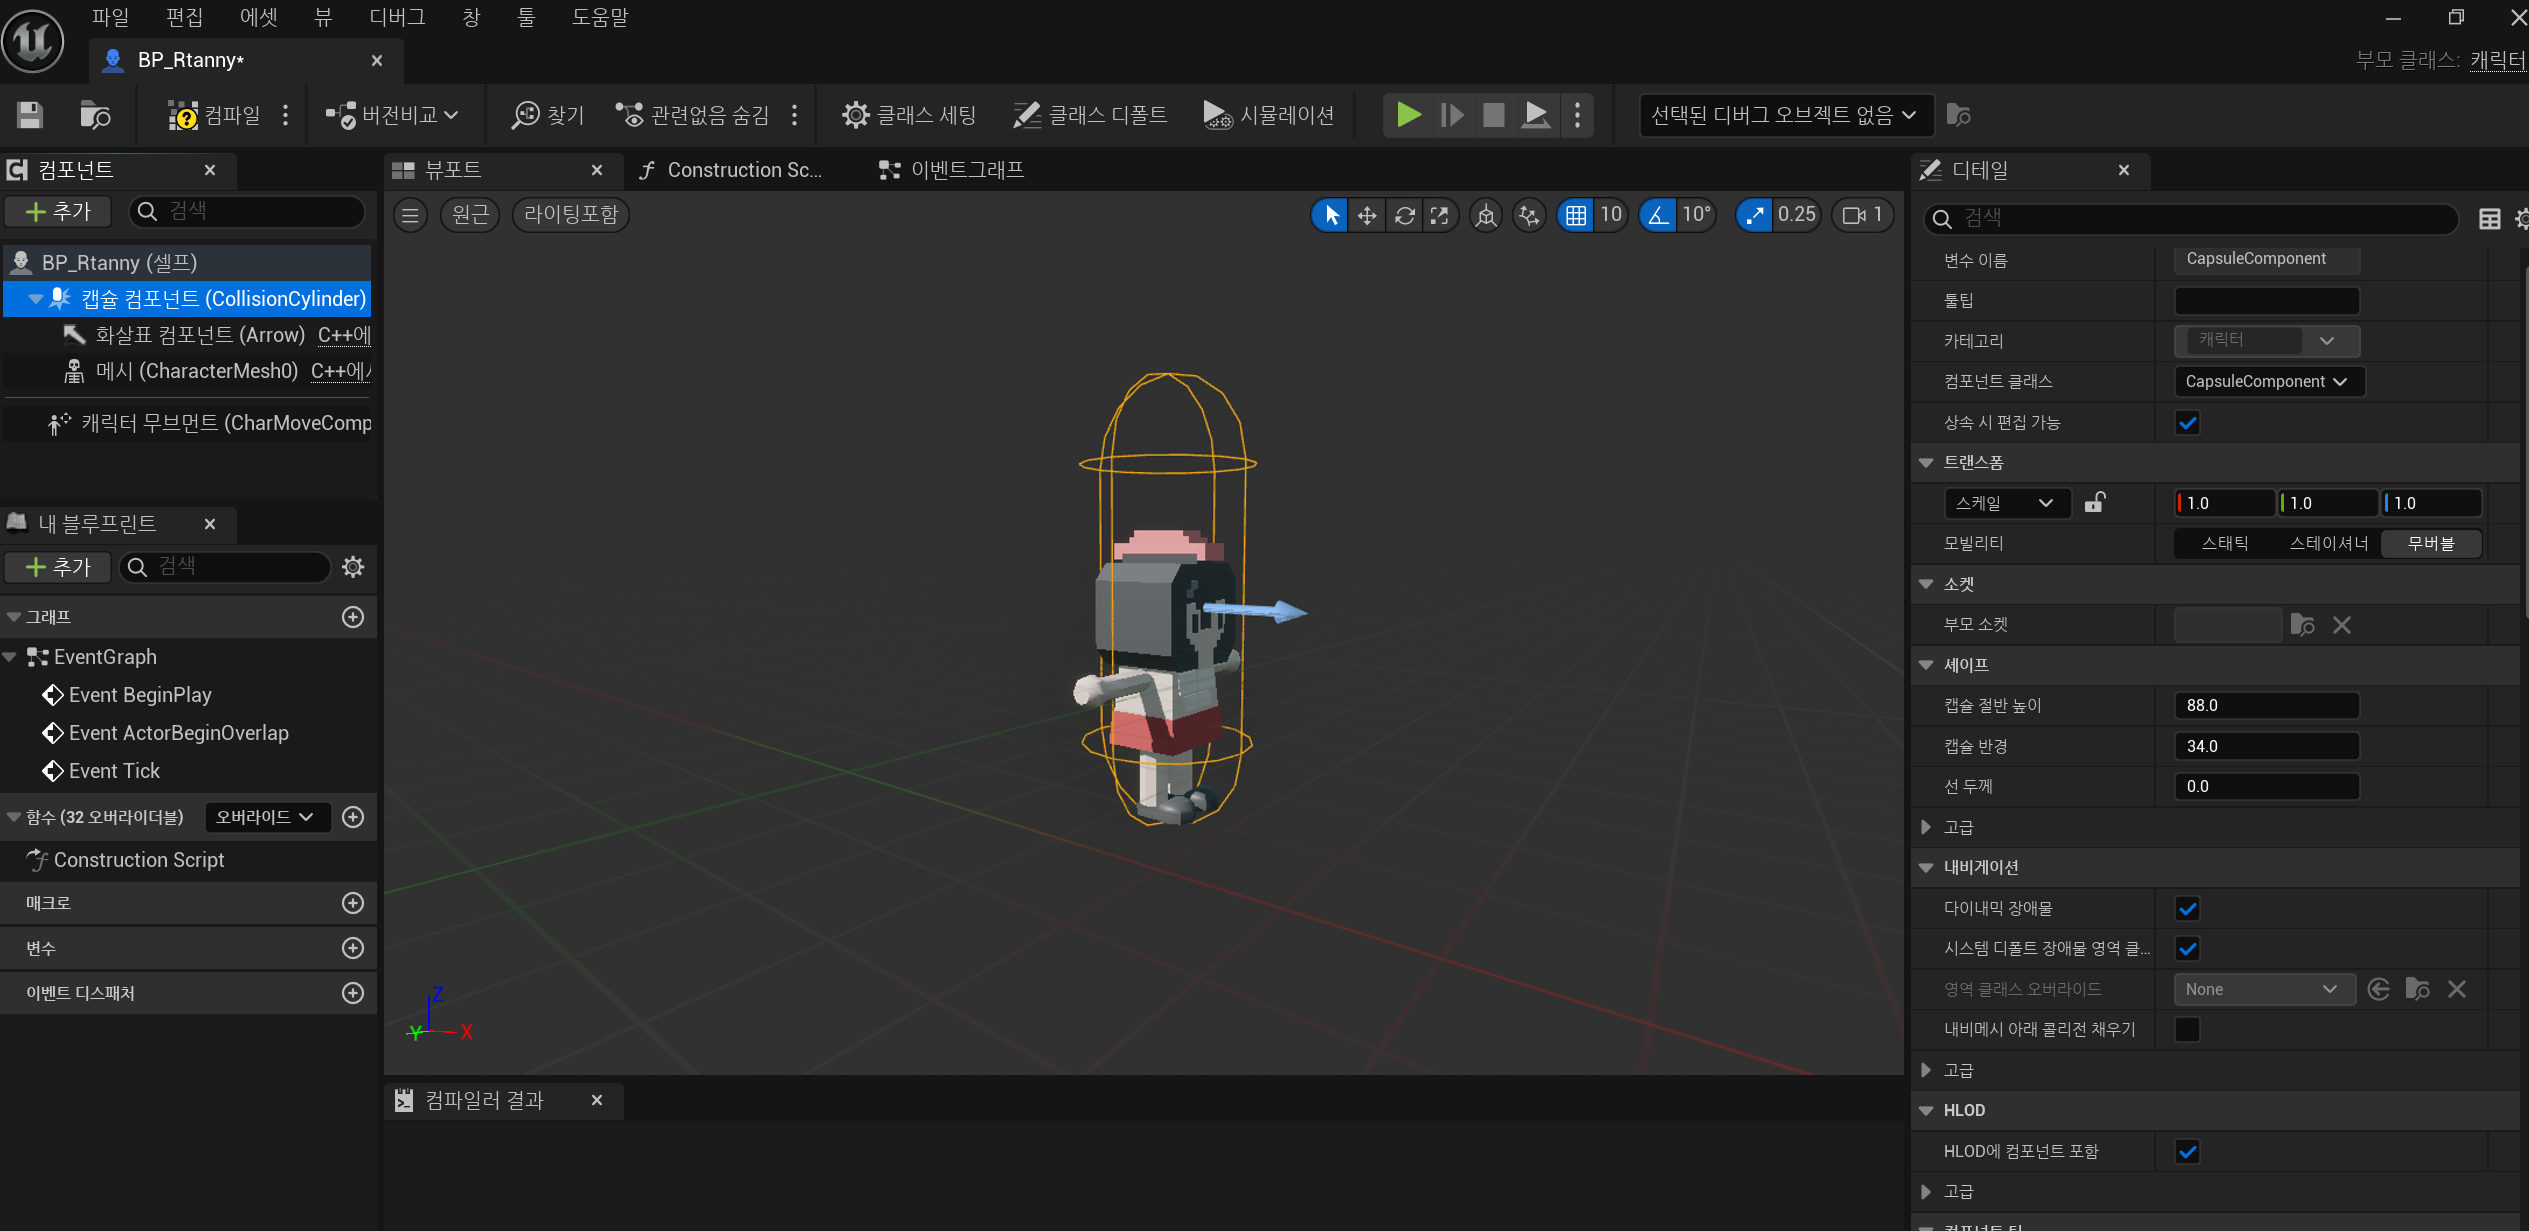 파일 편집 에셋 뷰 디버그 창 툴 도움말
BP_Rtanny*
부모 클래스: 캐릭터
컴파일
버전비교
찾기
관련없음 숨김
클래스 세팅
클래스 디폴트
시뮬레이션
선택된 디버그 오브젝트 없음
컴포넌트
추가
검색
BP_Rtanny (셀프)
캡슐 컴포넌트 (CollisionCylinder)
화살표 컴포넌트 (Arrow) C++에
메시 (CharacterMesh0) C++에서
캐릭터 무브먼트 (CharMoveComp
내 블루프린트
추가
검색
그래프
EventGraph
Event BeginPlay
Event ActorBeginOverlap
Event Tick
함수 (32 오버라이더블) 오버라이드
Construction Script
매크로
변수
이벤트 디스패처
뷰포트
Construction Sc...
이벤트그래프
원근
라이팅포함
10
10°
0.25
1
Z
Y
X
컴파일러 결과
디테일
검색
변수 이름 CapsuleComponent
툴팁
카테고리 캐릭터
컴포넌트 클래스 CapsuleComponent
상속 시 편집 가능
트랜스폼
스케일 1.0 1.0 1.0
모빌리티 스태틱 스테이셔너 무버블
소켓
부모 소켓
셰이프
캡슐 절반 높이 88.0
캡슐 반경 34.0
선 두께 0.0
고급
내비게이션
다이내믹 장애물
시스템 디폴트 장애물 영역 클...
영역 클래스 오버라이드 None
내비메시 아래 콜리전 채우기
고급
HLOD
HLOD에 컴포넌트 포함
고급